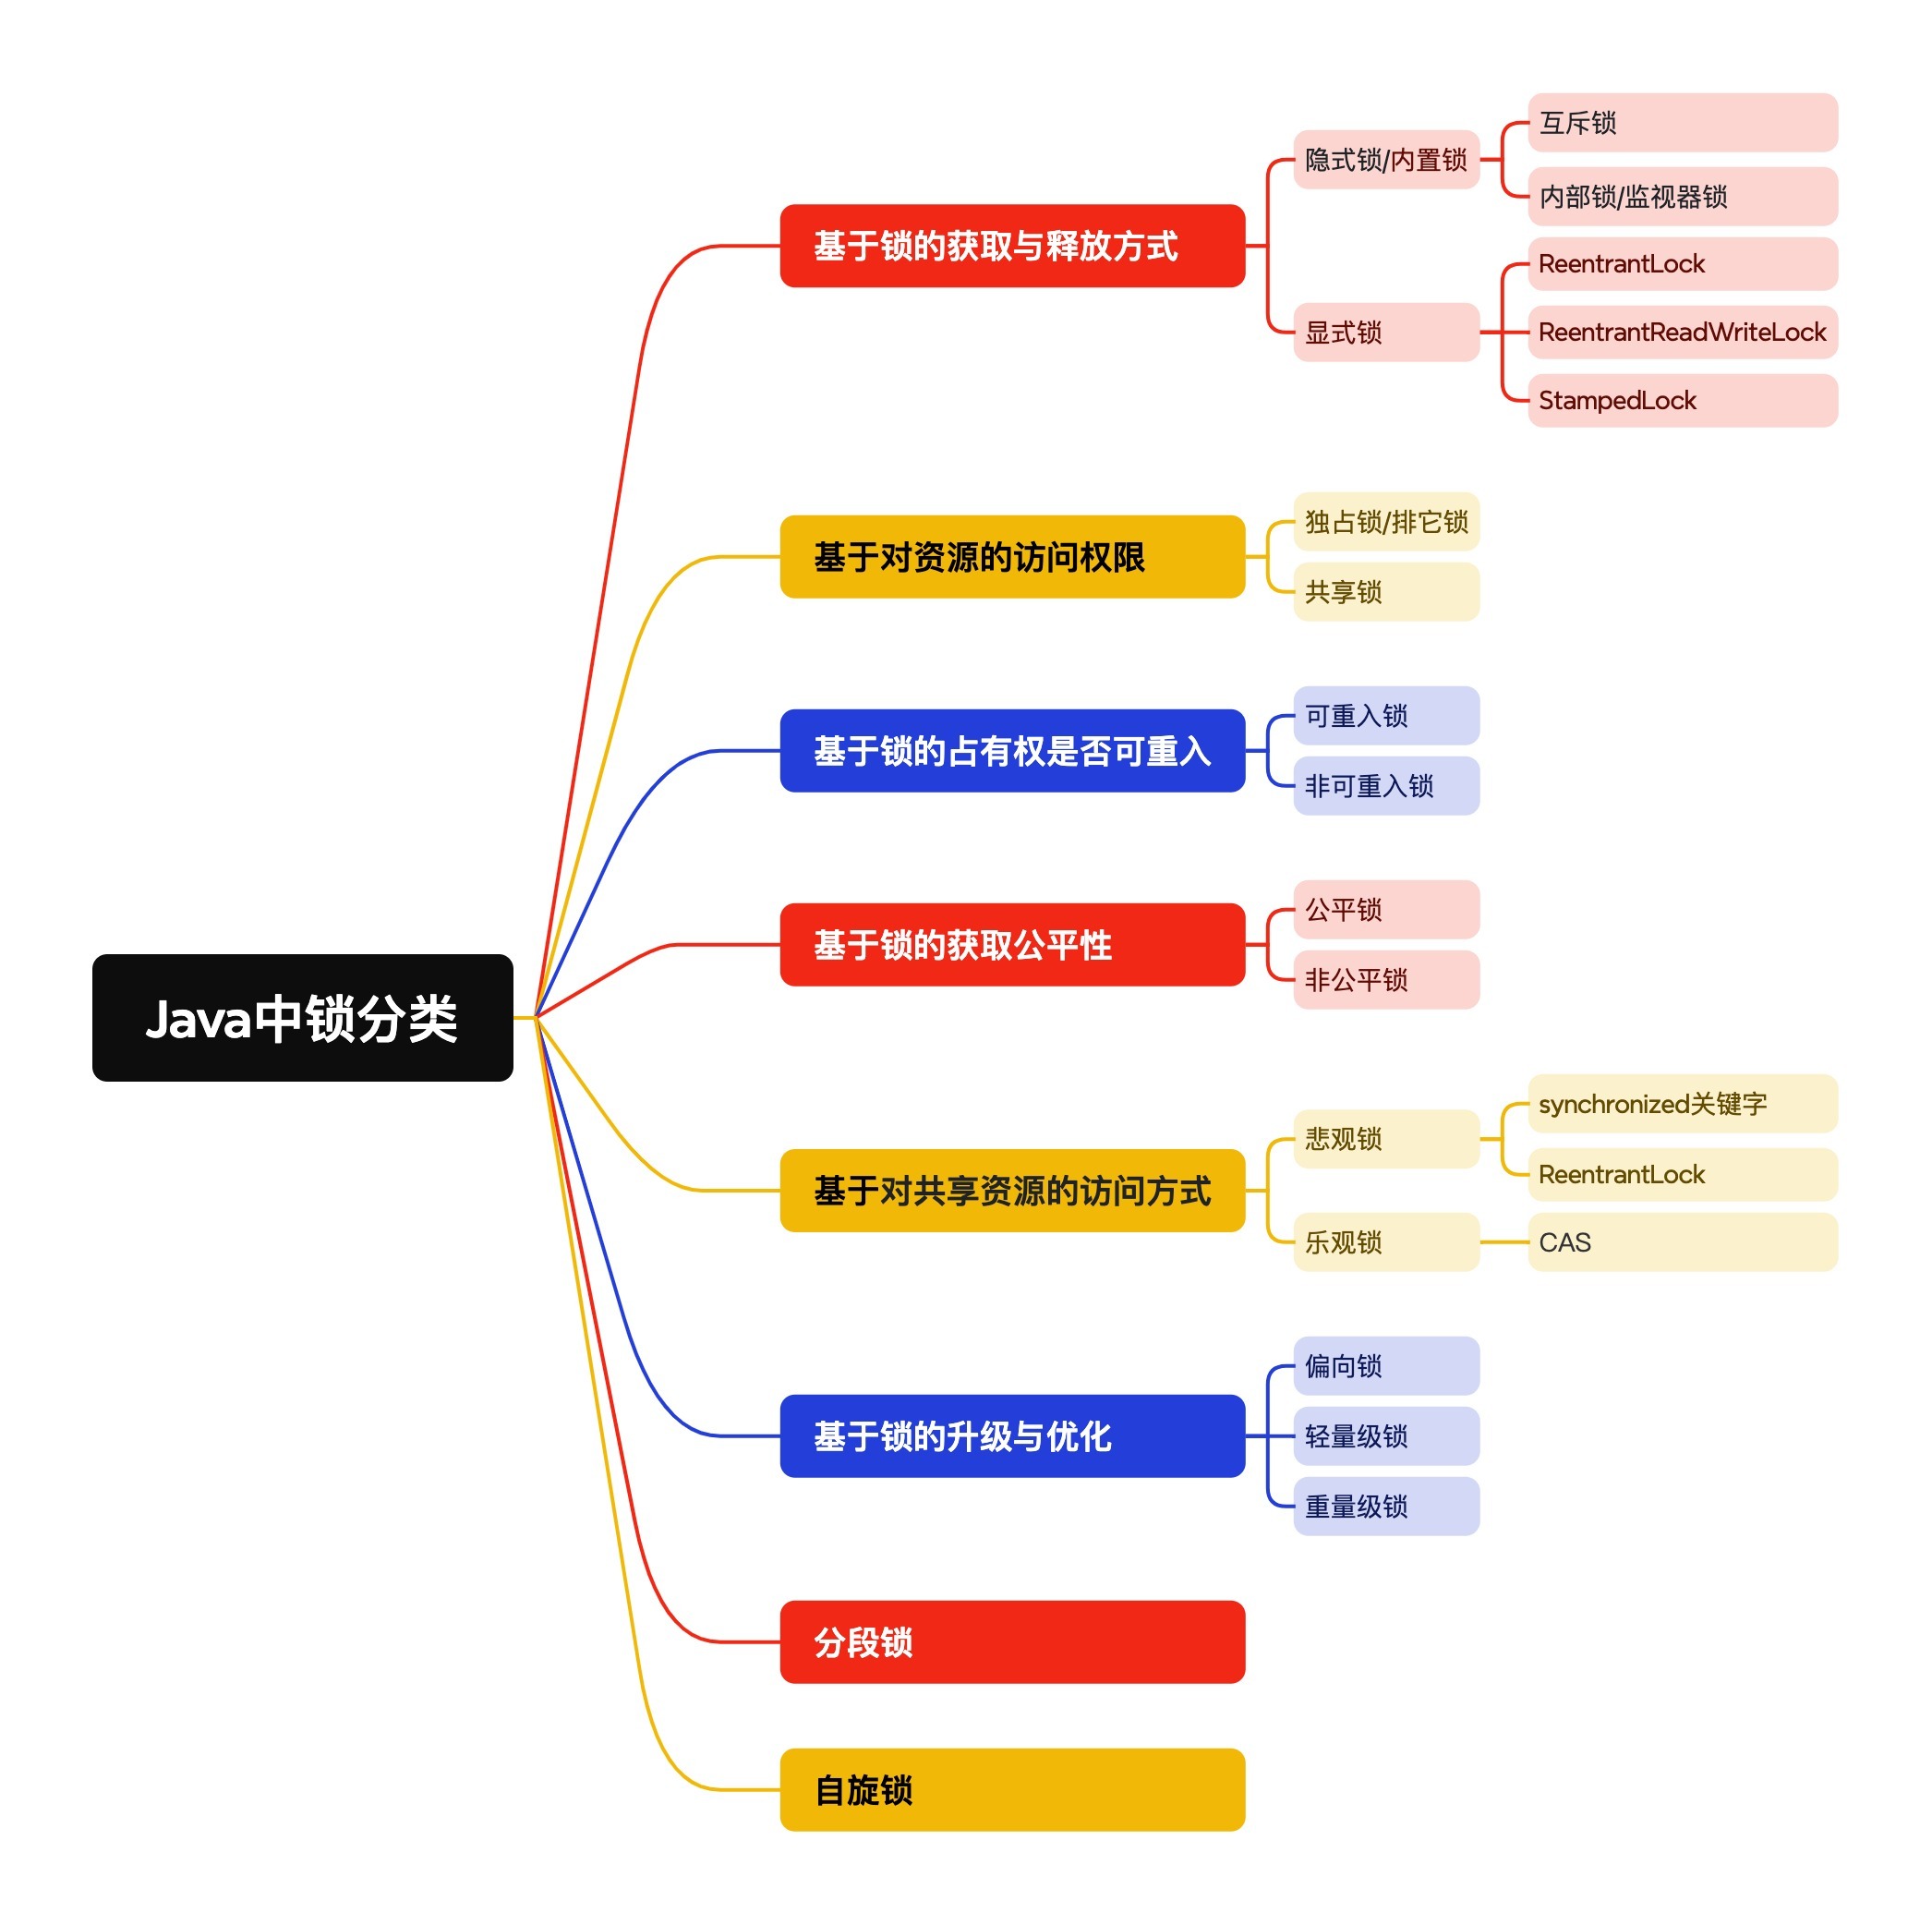 Java中锁分类
基于锁的获取与释放方式
隐式锁/内置锁
互斥锁
内部锁/监视器锁
显式锁
ReentrantLock
ReentrantReadWriteLock
StampedLock
基于对资源的访问权限
独占锁/排它锁
共享锁
基于锁的占有权是否可重入
可重入锁
非可重入锁
基于锁的获取公平性
公平锁
非公平锁
基于对共享资源的访问方式
悲观锁
synchronized关键字
ReentrantLock
乐观锁
CAS
基于锁的升级与优化
偏向锁
轻量级锁
重量级锁
分段锁
自旋锁